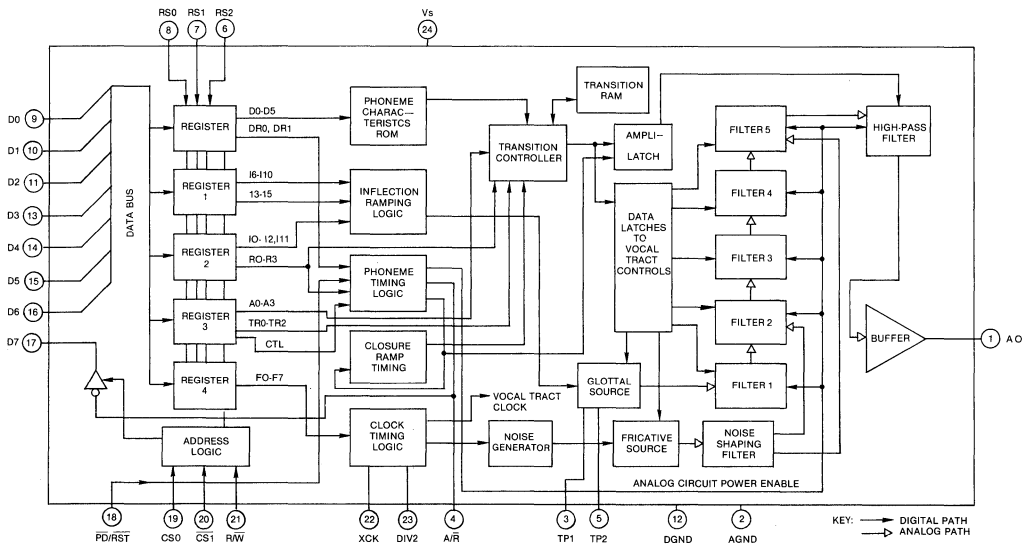 RS0 RS1 RS2 Vs
8 7 6 24
D0 9
D1 10
D2 11
D3 13
D4 14
D5 15
D6 16
D7 17
DATA BUS
REGISTER
REGISTER
1
REGISTER
2
REGISTER
3
REGISTER
4
ADDRESS
LOGIC
D0-D5
DR0, DR1
I6-I10
13-15
IO- I2,I11
RO-R3
A0-A3
TR0-TR2
CTL
FO-F7
PHONEME
CHARAC-
TERISTCS
ROM
INFLECTION
RAMPING
LOGIC
PHONEME
TIMING
LOGIC
CLOSURE
RAMP
TIMING
CLOCK
TIMING
LOGIC
VOCAL TRACT
CLOCK
NOISE
GENERATOR
TRANSITION
CONTROLLER
TRANSITION
RAM
AMPLI-
LATCH
DATA
LATCHES
TO
VOCAL
TRACT
CONTROLS
GLOTTAL
SOURCE
FRICATIVE
SOURCE
NOISE
SHAPING
FILTER
FILTER 5
FILTER 4
FILTER 3
FILTER 2
FILTER 1
HIGH-PASS
FILTER
BUFFER
1 AO
ANALOG CIRCUIT POWER ENABLE
18 19 20 21 22 23 4 3 5 12 2
PD/RST CS0 CS1 R/W XCK DIV2 A/R TP1 TP2 DGND AGND
KEY: DIGITAL PATH
ANALOG PATH